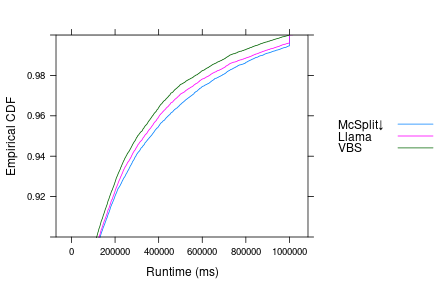 Empirical CDF
0.98
0.96
0.94
0.92
0
200000
400000
600000
800000
1000000
Runtime (ms)
McSplit↓
Llama
VBS